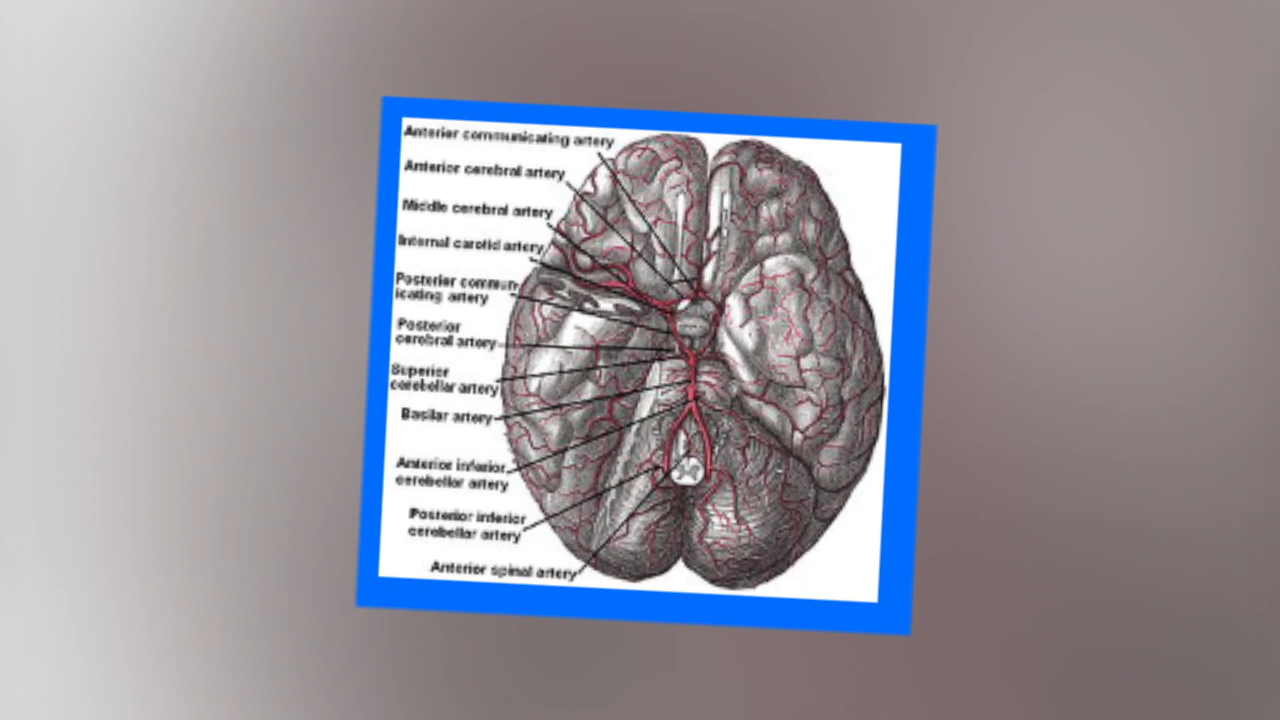 Anterior communicating artery
Anterior cerebral artery
Middle cerebral artery
Internal carotid artery
Posterior commun-
icating artery
Posterior
cerebral artery
Superior
cerebellar artery
Basilar artery
Anterior inferior
cerebellar artery
Posterior inferior
cerebellar artery
Anterior spinal artery